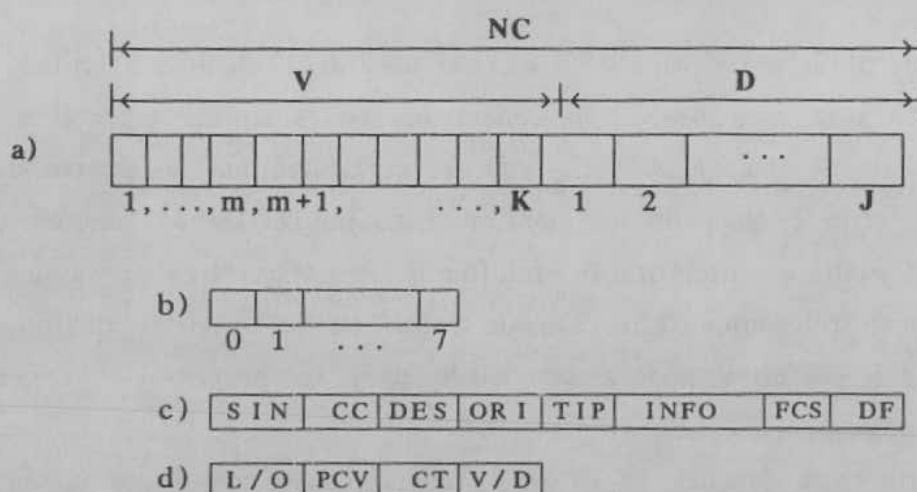 NC
V D
a) ...
1,...,m,m+1, ...,K 1 2 J
b)
0 1 ... 7
c) SIN CC DES ORI TIP INFO FCS DF
d) L/O PCV CT V/D